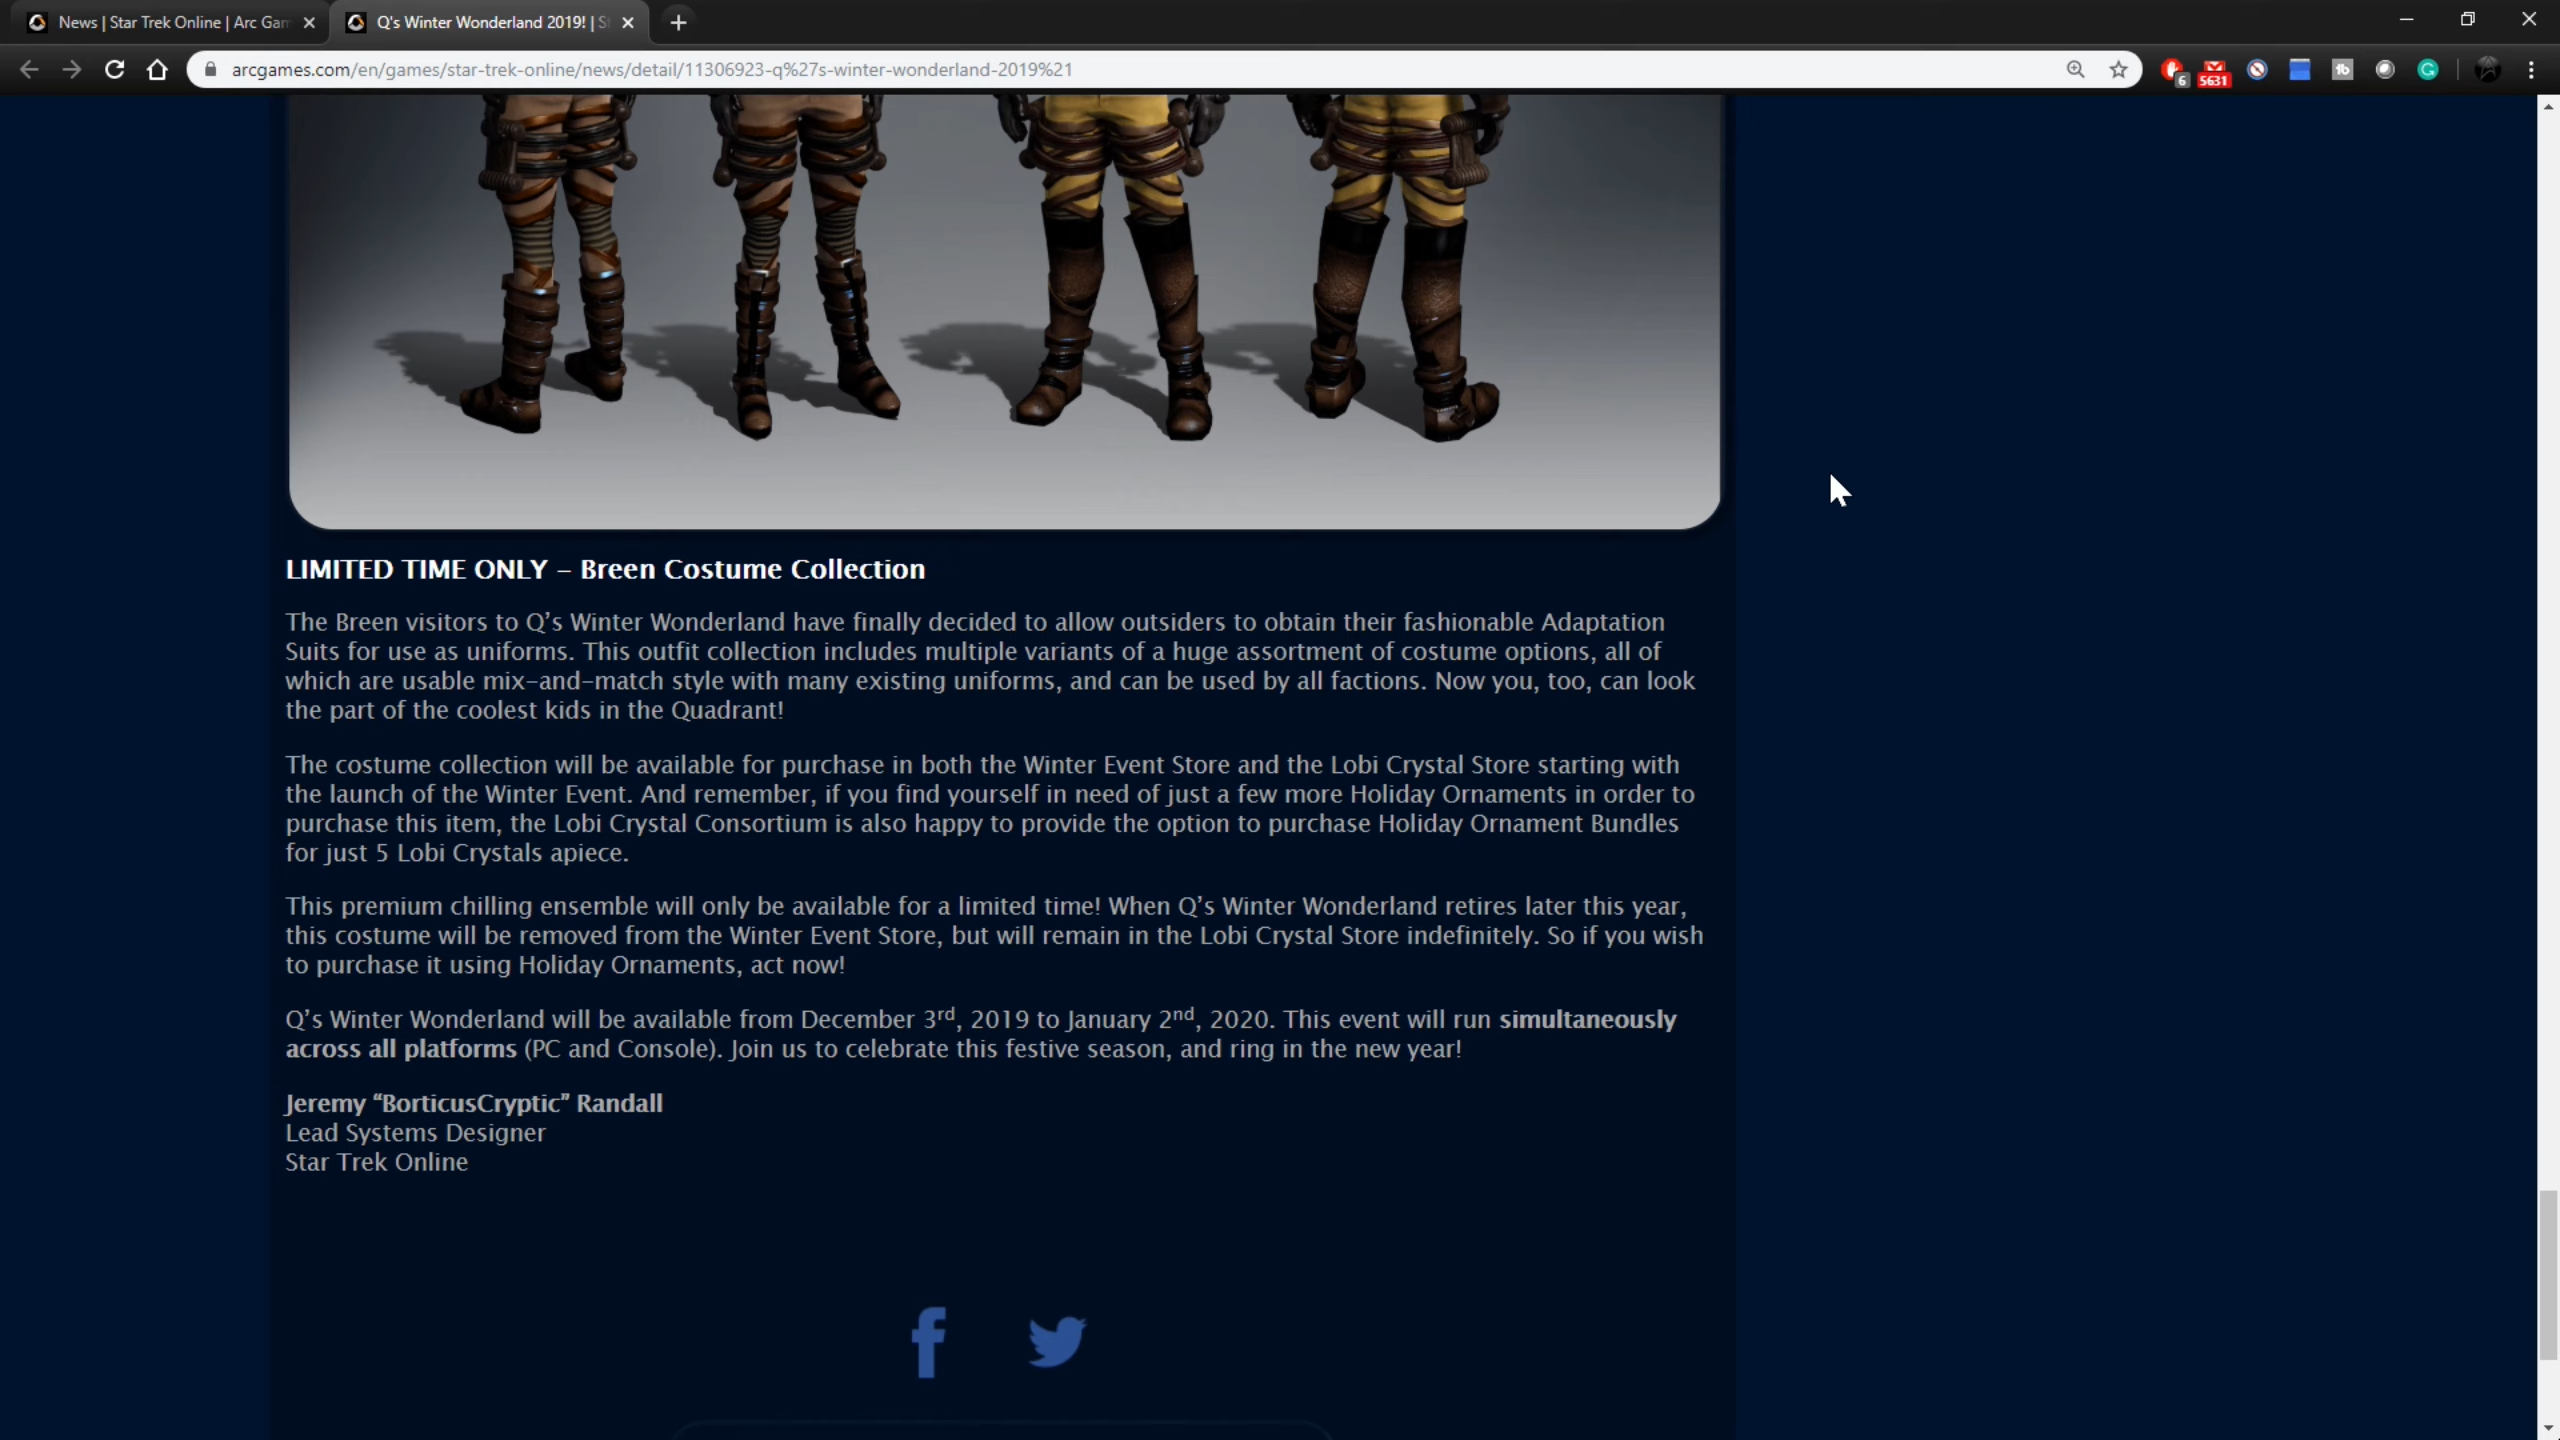 News | Star Trek Online | Arc Gam
Q's Winter Wonderland 2019! | S
arcgames.com/en/games/star-trek-online/news/detail/11306923-q%27s-winter-wonderland-2019%21
6
5631
LIMITED TIME ONLY – Breen Costume Collection
The Breen visitors to Q’s Winter Wonderland have finally decided to allow outsiders to obtain their fashionable Adaptation
Suits for use as uniforms. This outfit collection includes multiple variants of a huge assortment of costume options, all of
which are usable mix-and-match style with many existing uniforms, and can be used by all factions. Now you, too, can look
the part of the coolest kids in the Quadrant!
The costume collection will be available for purchase in both the Winter Event Store and the Lobi Crystal Store starting with
the launch of the Winter Event. And remember, if you find yourself in need of just a few more Holiday Ornaments in order to
purchase this item, the Lobi Crystal Consortium is also happy to provide the option to purchase Holiday Ornament Bundles
for just 5 Lobi Crystals apiece.
This premium chilling ensemble will only be available for a limited time! When Q’s Winter Wonderland retires later this year,
this costume will be removed from the Winter Event Store, but will remain in the Lobi Crystal Store indefinitely. So if you wish
to purchase it using Holiday Ornaments, act now!
Q’s Winter Wonderland will be available from December 3rd, 2019 to January 2nd, 2020. This event will run simultaneously
across all platforms (PC and Console). Join us to celebrate this festive season, and ring in the new year!
Jeremy “BorticusCryptic” Randall
Lead Systems Designer
Star Trek Online